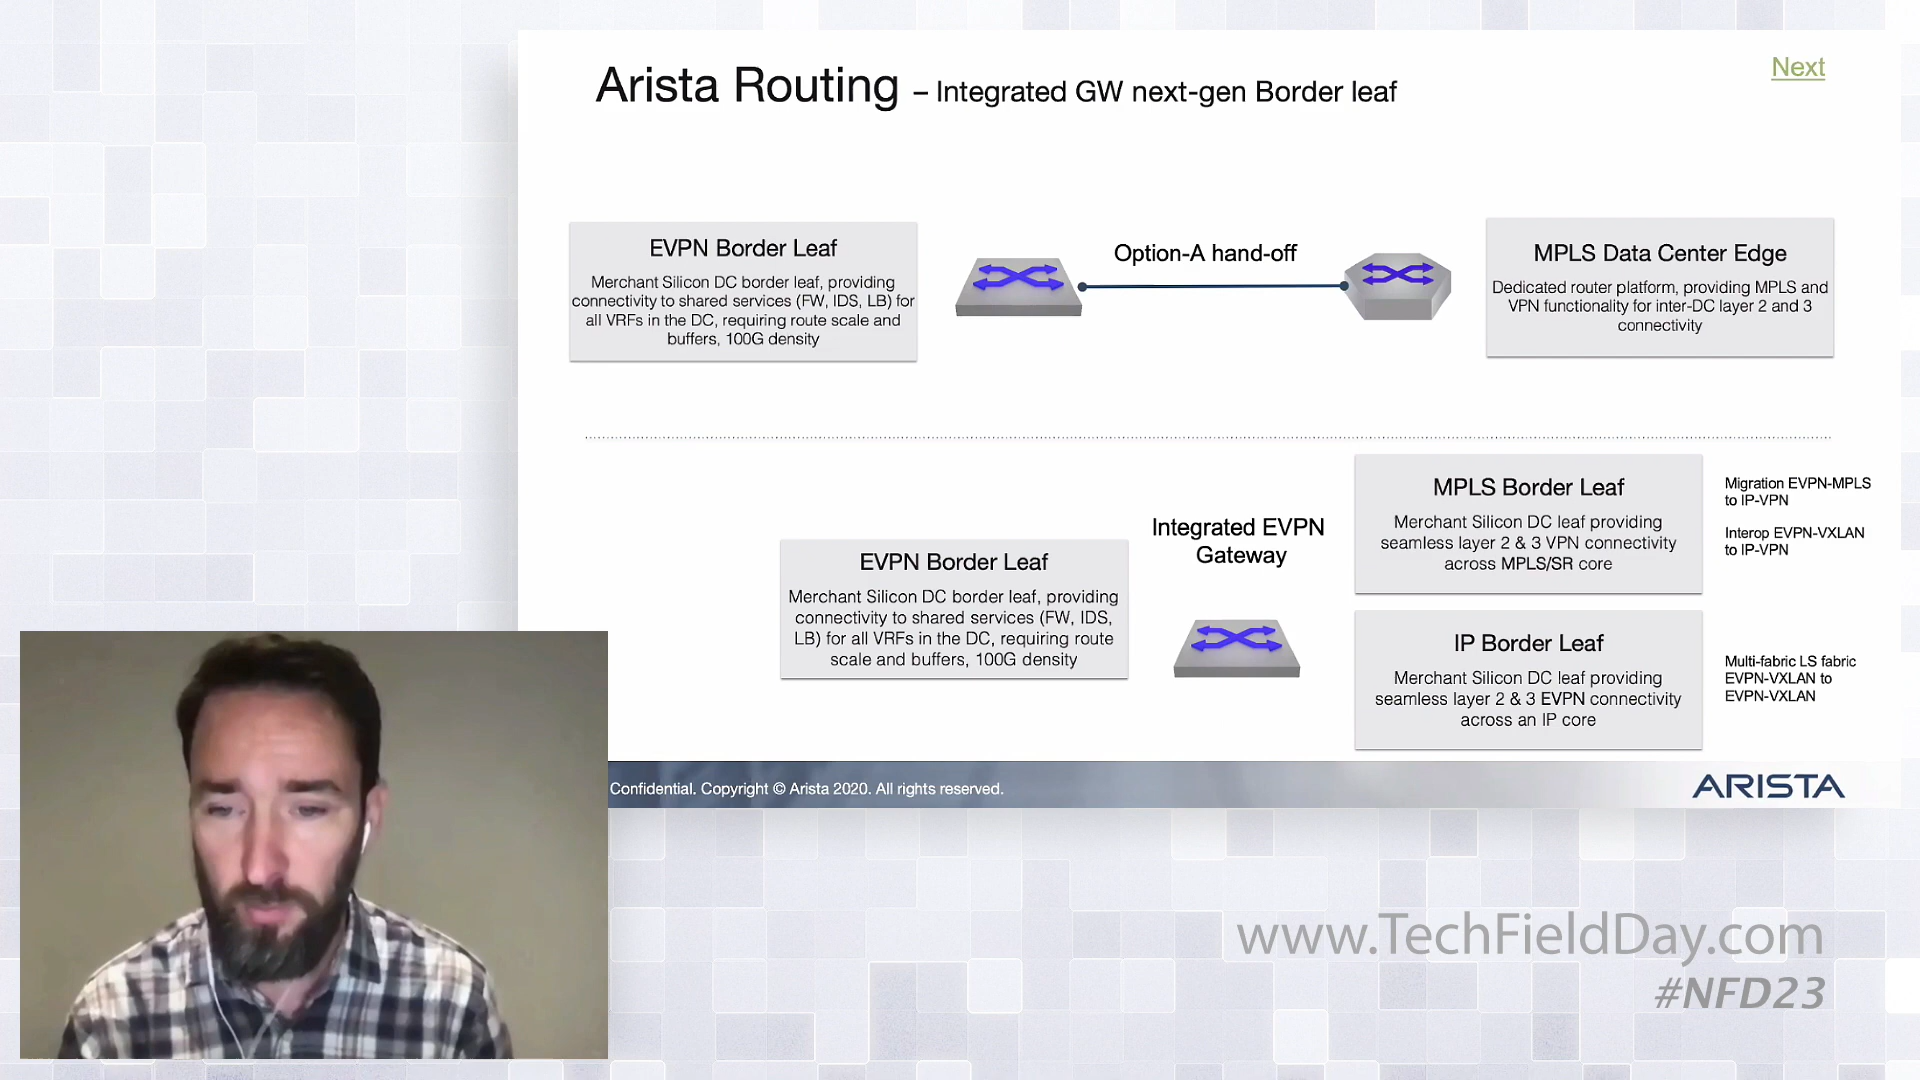 Arista Routing – Integrated GW next-gen Border leaf
Next
EVPN Border Leaf
Merchant Silicon DC border leaf, providing
connectivity to shared services (FW, IDS, LB) for
all VRFs in the DC, requiring route scale and
buffers, 100G density
Option-A hand-off
MPLS Data Center Edge
Dedicated router platform, providing MPLS and
VPN functionality for inter-DC layer 2 and 3
connectivity
EVPN Border Leaf
Merchant Silicon DC border leaf, providing
connectivity to shared services (FW, IDS,
LB) for all VRFs in the DC, requiring route
scale and buffers, 100G density
Integrated EVPN
Gateway
MPLS Border Leaf
Merchant Silicon DC leaf providing
seamless layer 2 & 3 VPN connectivity
across MPLS/SR core
Migration EVPN-MPLS
to IP-VPN
Interop EVPN-VXLAN
to IP-VPN
IP Border Leaf
Merchant Silicon DC leaf providing
seamless layer 2 & 3 EVPN connectivity
across an IP core
Multi-fabric LS fabric
EVPN-VXLAN to
EVPN-VXLAN
Confidential. Copyright © Arista 2020. All rights reserved.
ARISTA
www.TechFieldDay.com
#NFD23